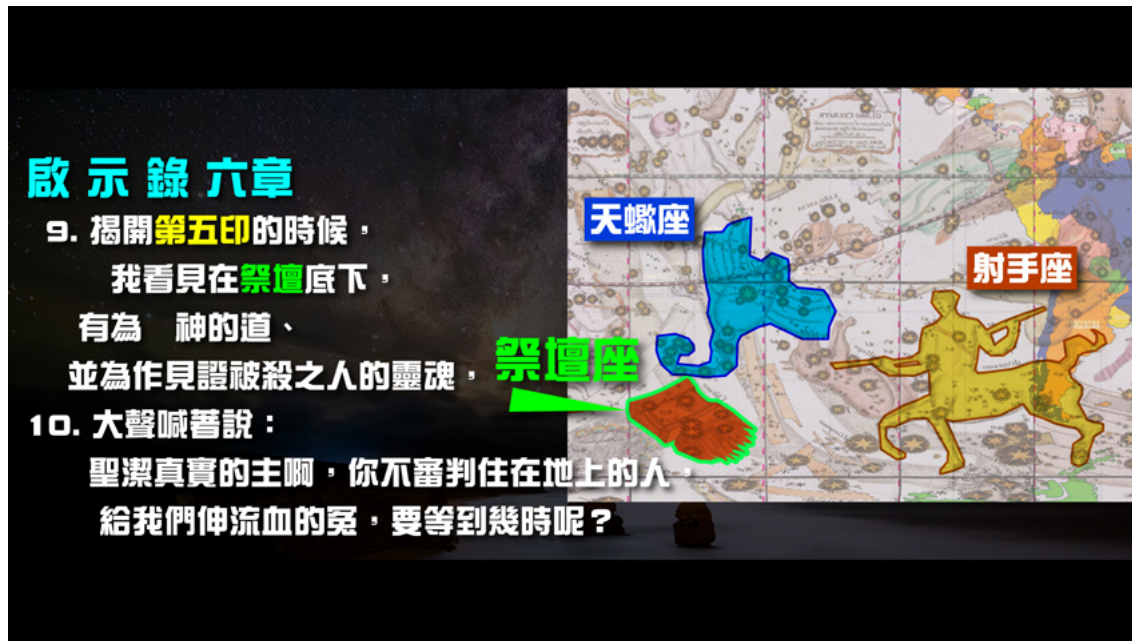 啟示錄 六章
9. 揭開第五印的時候，
我看見在祭壇底下，
有為 神的道、
並為作見證被殺之人的靈魂，
10. 大聲喊著說：
聖潔真實的主啊，你不審判住在地上的人，
給我們伸流血的冤，要等到幾時呢？
天蠍座
射手座
祭壇座